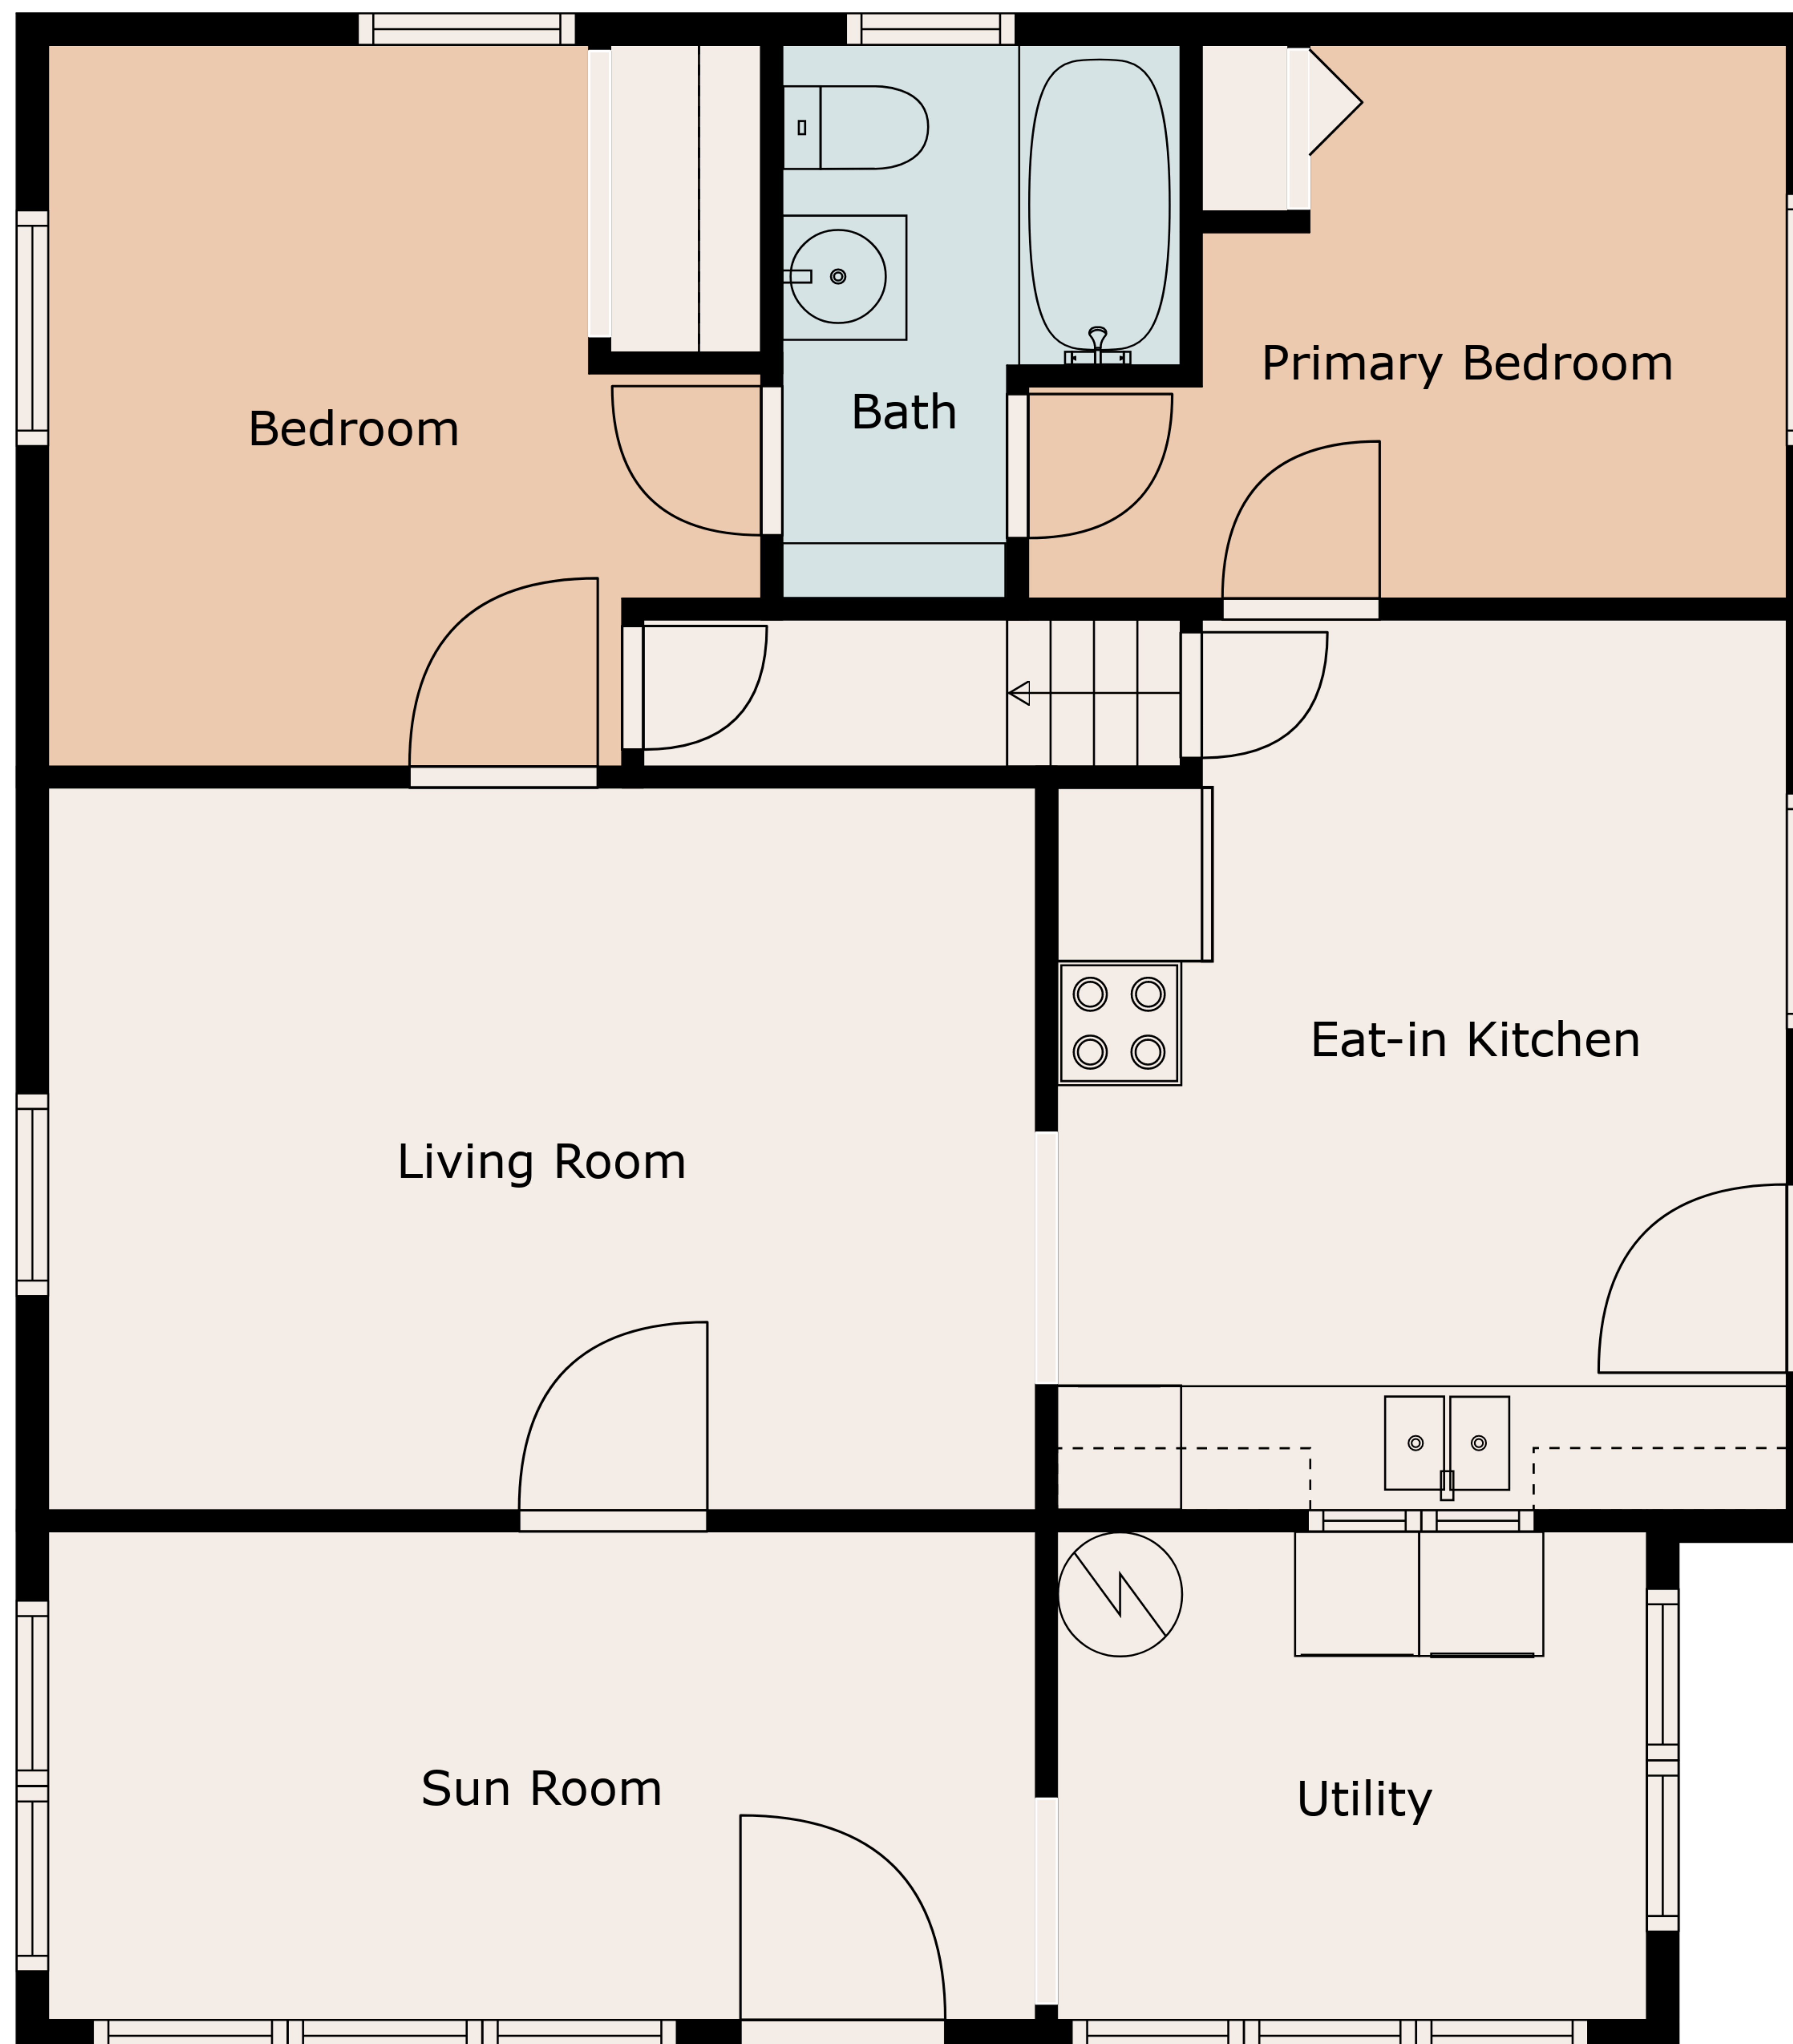 Primary Bedroom
Bedroom
Bath
Eat-in Kitchen
Living Room
Sun Room
Utility